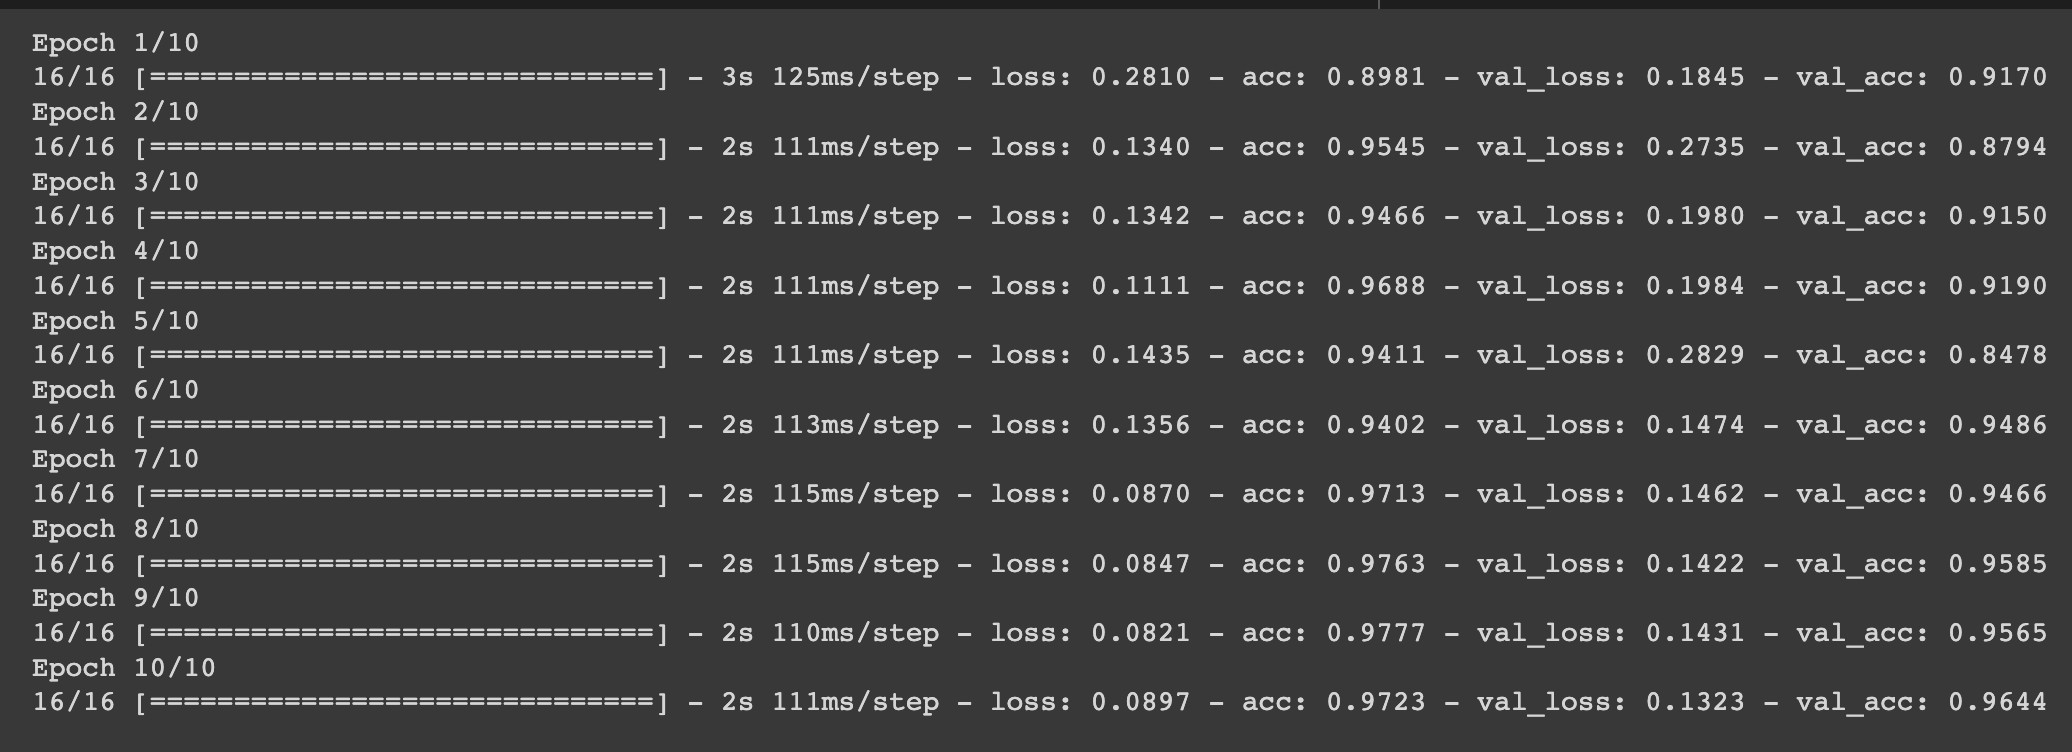 Epoch 1/10
16/16 [==============================] - 3s 125ms/step - loss: 0.2810 - acc: 0.8981 - val_loss: 0.1845 - val_acc: 0.9170
Epoch 2/10
16/16 [==============================] - 2s 111ms/step - loss: 0.1340 - acc: 0.9545 - val_loss: 0.2735 - val_acc: 0.8794
Epoch 3/10
16/16 [==============================] - 2s 111ms/step - loss: 0.1342 - acc: 0.9466 - val_loss: 0.1980 - val_acc: 0.9150
Epoch 4/10
16/16 [==============================] - 2s 111ms/step - loss: 0.1111 - acc: 0.9688 - val_loss: 0.1984 - val_acc: 0.9190
Epoch 5/10
16/16 [==============================] - 2s 111ms/step - loss: 0.1435 - acc: 0.9411 - val_loss: 0.2829 - val_acc: 0.8478
Epoch 6/10
16/16 [==============================] - 2s 113ms/step - loss: 0.1356 - acc: 0.9402 - val_loss: 0.1474 - val_acc: 0.9486
Epoch 7/10
16/16 [==============================] - 2s 115ms/step - loss: 0.0870 - acc: 0.9713 - val_loss: 0.1462 - val_acc: 0.9466
Epoch 8/10
16/16 [==============================] - 2s 115ms/step - loss: 0.0847 - acc: 0.9763 - val_loss: 0.1422 - val_acc: 0.9585
Epoch 9/10
16/16 [==============================] - 2s 110ms/step - loss: 0.0821 - acc: 0.9777 - val_loss: 0.1431 - val_acc: 0.9565
Epoch 10/10
16/16 [==============================] - 2s 111ms/step - loss: 0.0897 - acc: 0.9723 - val_loss: 0.1323 - val_acc: 0.9644